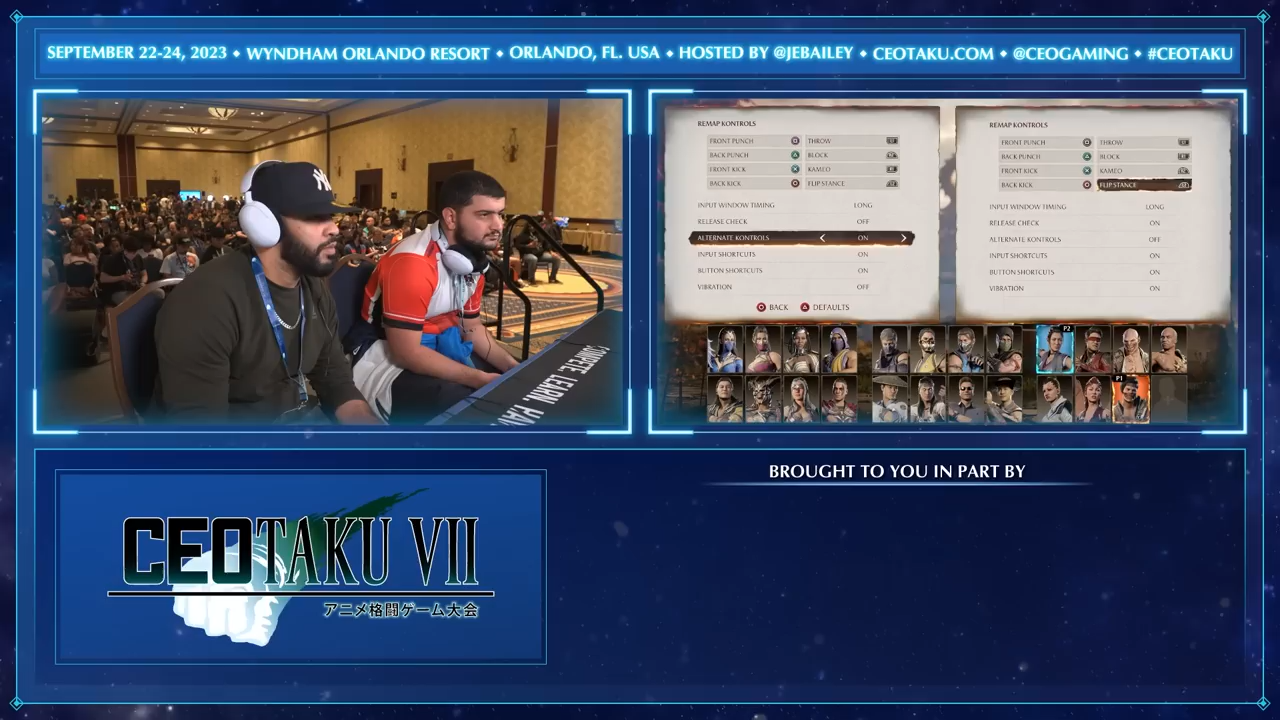 SEPTEMBER 22-24, 2023 ◆ WYNDHAM ORLANDO RESORT ◆ ORLANDO, FL. USA ◆ HOSTED BY @JEBAILEY ◆ CEOTAKU.COM ◆ @CEOGAMING ◆ #CEOTAKU
NY
COMPETE. LEARN.
REMAP KONTROLS
FRONT PUNCH THROW
BACK PUNCH BLOCK
FRONT KICK KAMEO
BACK KICK FLIP STANCE
INPUT WINDOW TIMING LONG
RELEASE CHECK OFF
ALTERNATE KONTROLS ON
INPUT SHORTCUTS ON
BUTTON SHORTCUTS ON
VIBRATION OFF
BACK DEFAULTS
REMAP KONTROLS
FRONT PUNCH THROW
BACK PUNCH BLOCK
FRONT KICK KAMEO
BACK KICK FLIP STANCE
INPUT WINDOW TIMING LONG
RELEASE CHECK ON
ALTERNATE KONTROLS OFF
INPUT SHORTCUTS ON
BUTTON SHORTCUTS ON
VIBRATION ON
P2
P1
CEOTAKU VII
アニメ格闘ゲーム大会
BROUGHT TO YOU IN PART BY